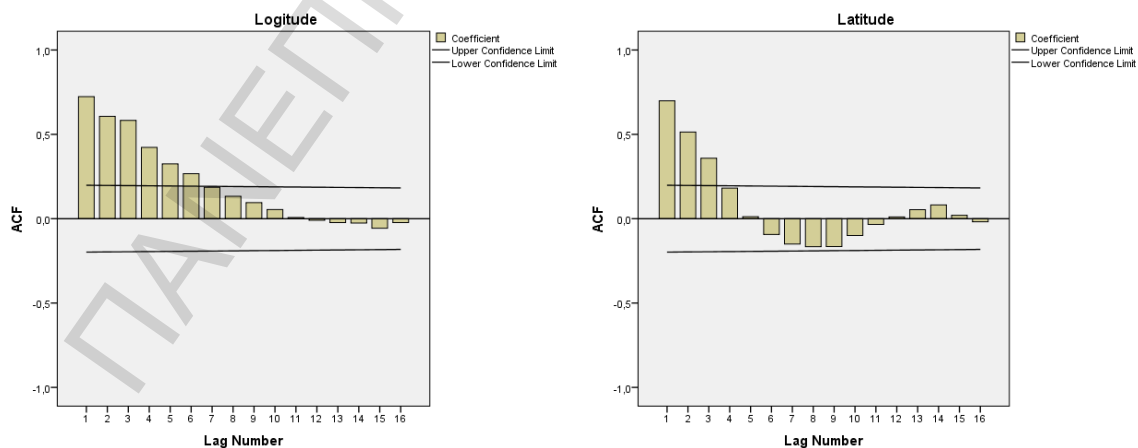 Logitude
Coefficient
Upper Confidence Limit
Lower Confidence Limit
1,0
0,5
0,0
-0,5
-1,0
ACF
1 2 3 4 5 6 7 8 9 10 11 12 13 14 15 16
Lag Number
Latitude
Coefficient
Upper Confidence Limit
Lower Confidence Limit
1,0
0,5
0,0
-0,5
-1,0
ACF
1 2 3 4 5 6 7 8 9 10 11 12 13 14 15 16
Lag Number
ΠΑΝΕΠΙ